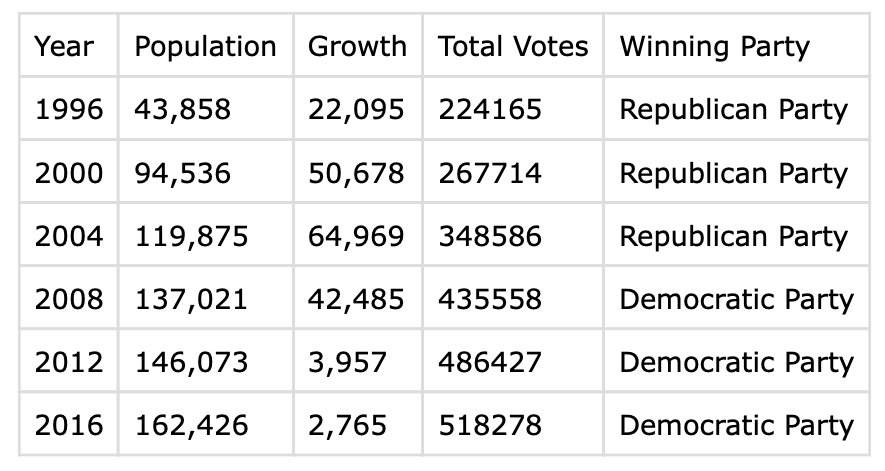 Year Population Growth Total Votes Winning Party
1996 43,858 22,095 224165 Republican Party
2000 94,536 50,678 267714 Republican Party
2004 119,875 64,969 348586 Republican Party
2008 137,021 42,485 435558 Democratic Party
2012 146,073 3,957 486427 Democratic Party
2016 162,426 2,765 518278 Democratic Party